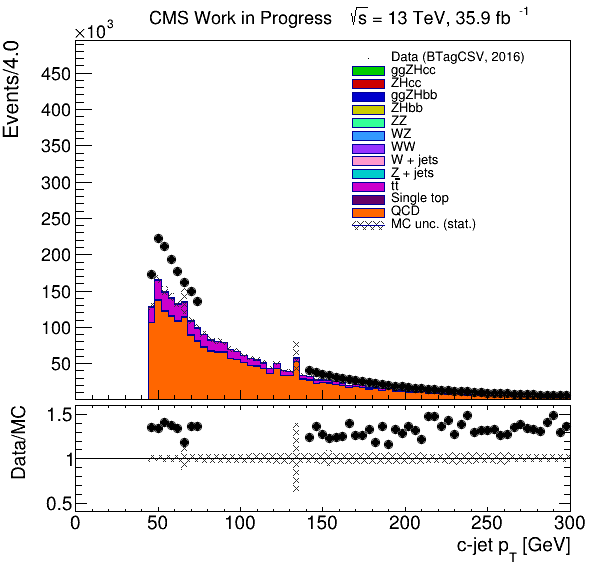 CMS Work in Progress √s = 13 TeV, 35.9 fb⁻¹
×10³
Events/4.0
450
400
350
300
250
200
150
100
50
Data (BTagCSV, 2016)
ggZHcc
ZHcc
ggZHbb
ZHbb
ZZ
WZ
WW
W + jets
Z + jets
tt̅
Single top
QCD
MC unc. (stat.)
Data/MC
1.5
1
0.5
0 50 100 150 200 250 300
c-jet p_T [GeV]